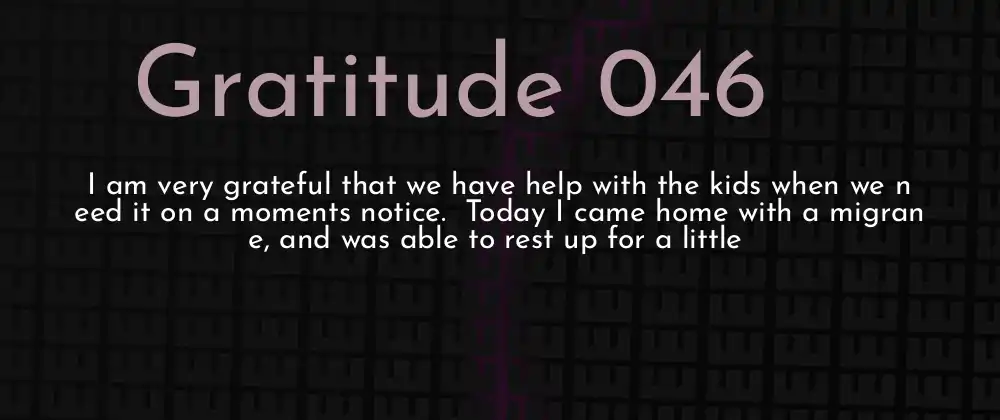 Gratitude 046
I am very grateful that we have help with the kids when we n
eed it on a moments notice.  Today I came home with a migran
e, and was able to rest up for a little